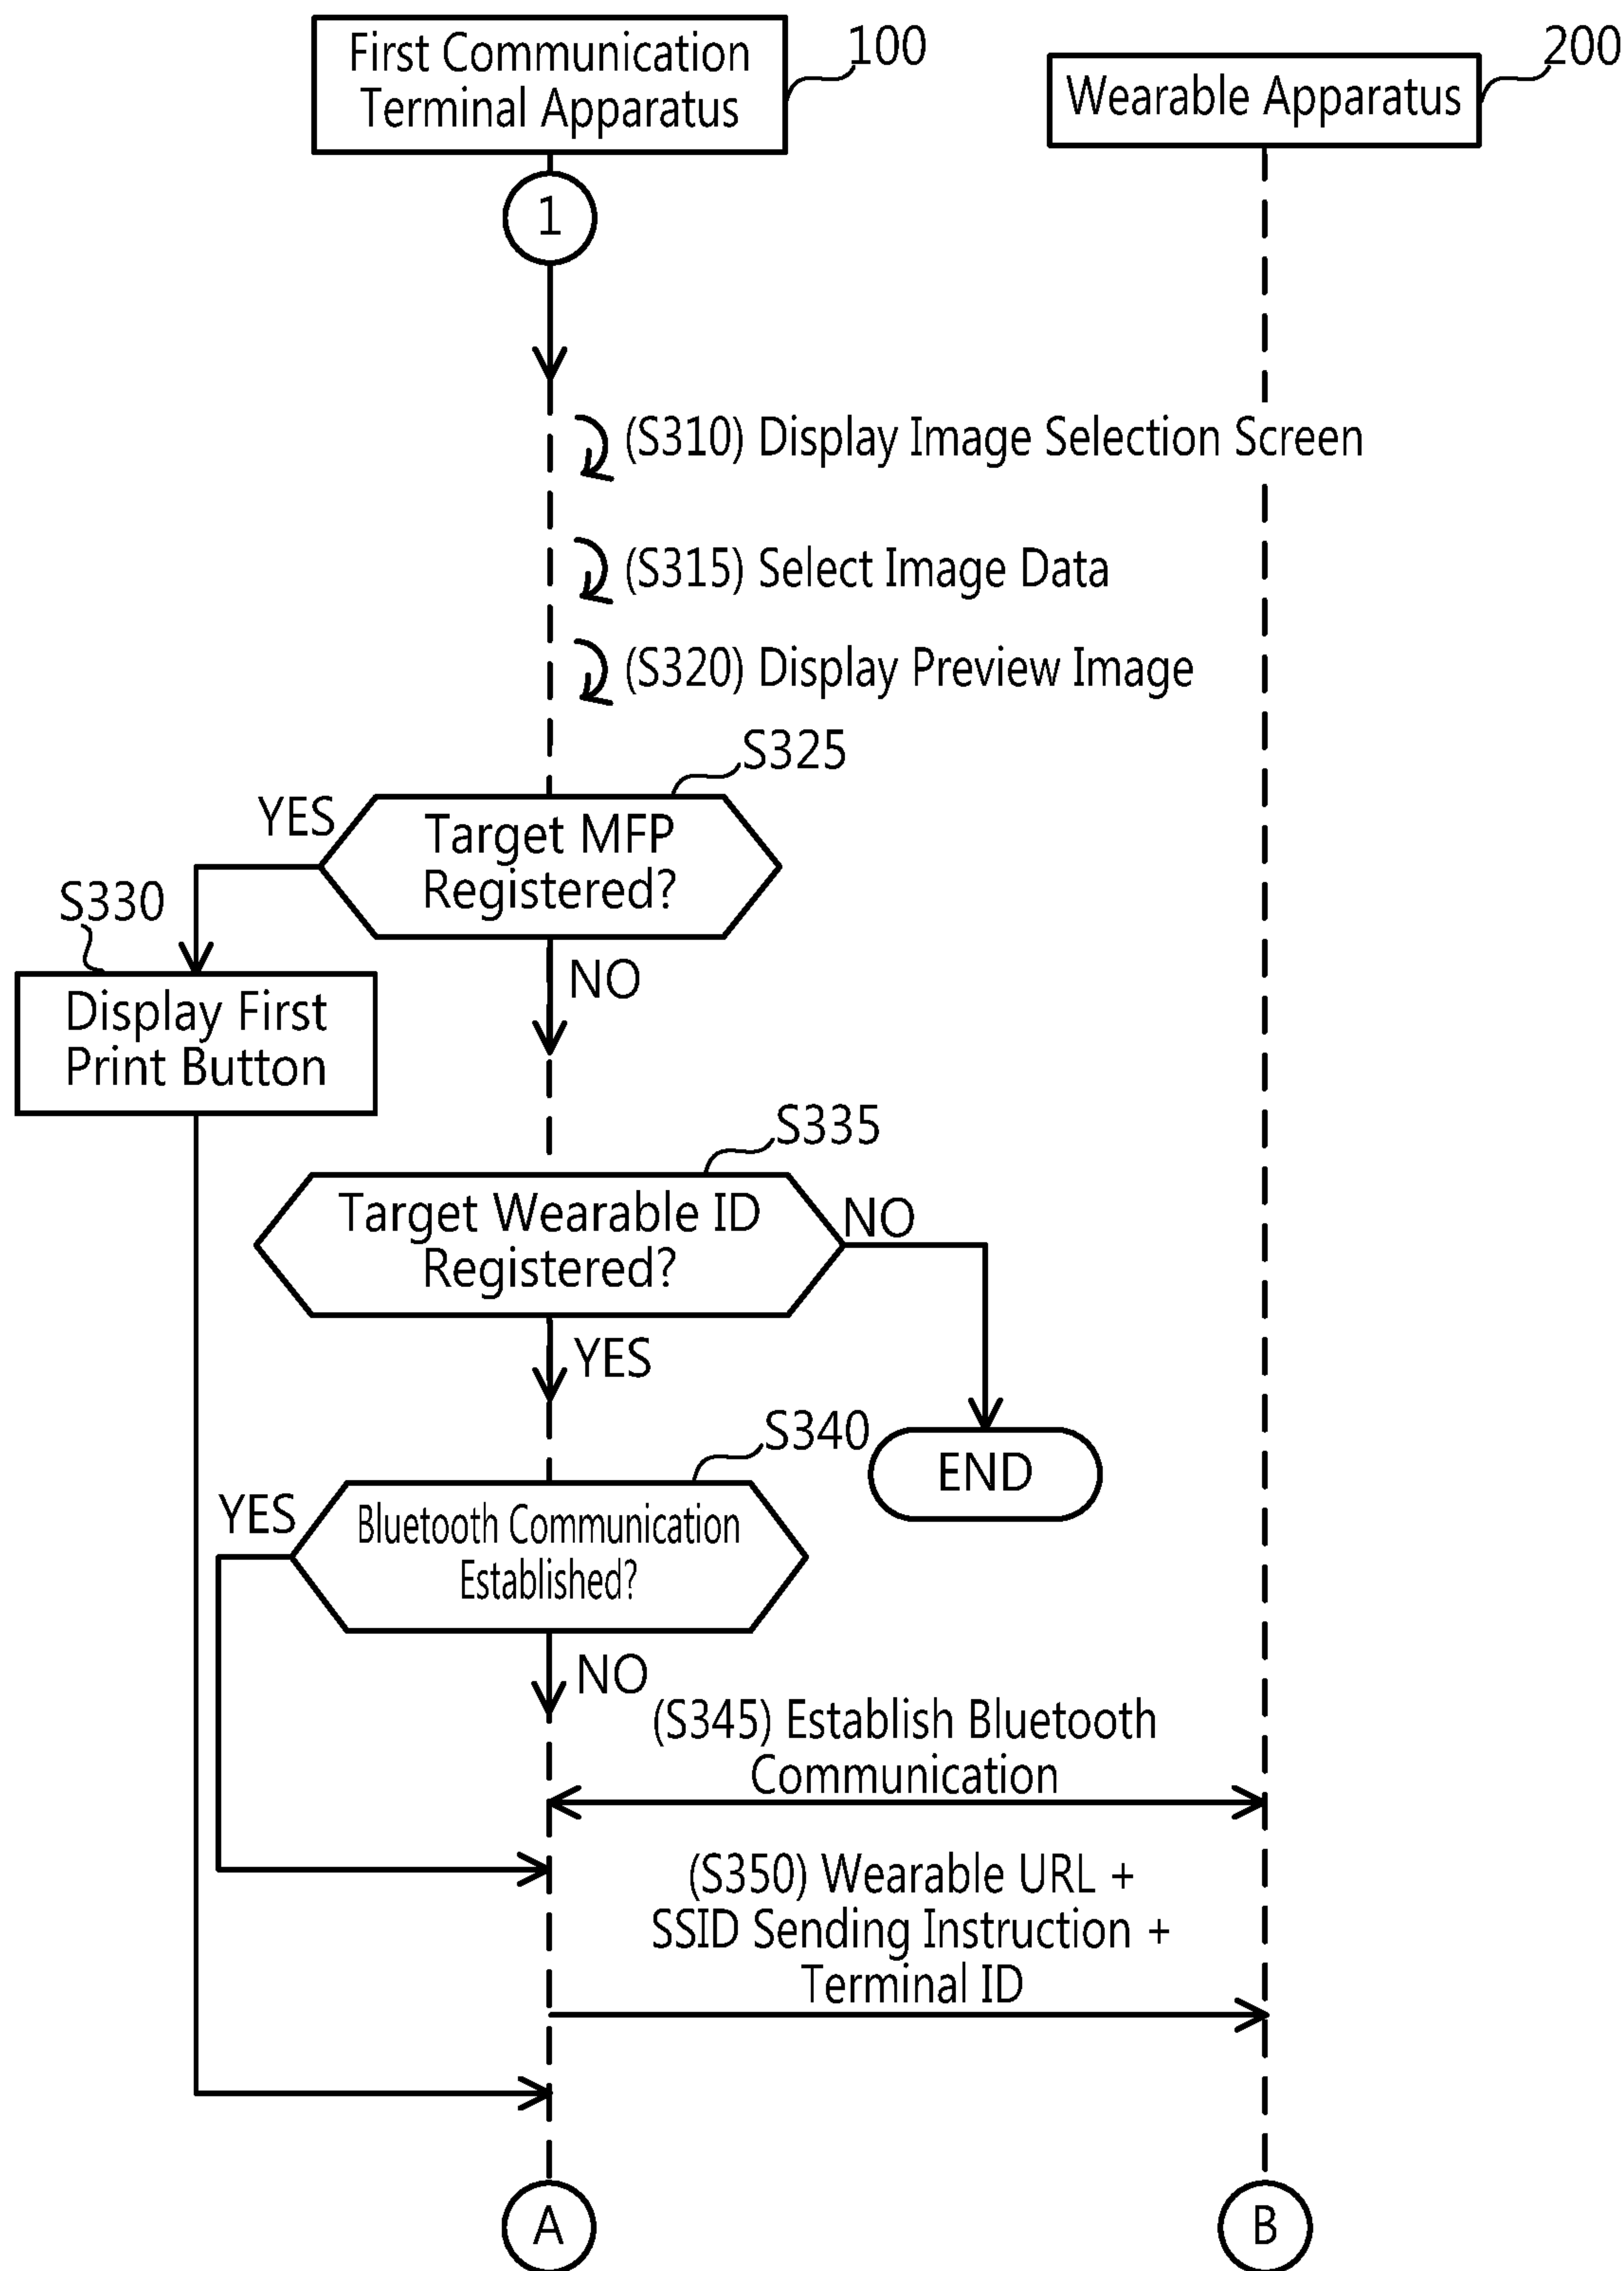 First Communication
Terminal Apparatus
100
Wearable Apparatus
200
1
(S310) Display Image Selection Screen
(S315) Select Image Data
(S320) Display Preview Image
S325
YES
Target MFP
Registered?
S330
NO
Display First
Print Button
S335
Target Wearable ID
Registered?
NO
YES
S340
END
YES
Bluetooth Communication
Established?
NO
(S345) Establish Bluetooth
Communication
(S350) Wearable URL +
SSID Sending Instruction +
Terminal ID
A
B